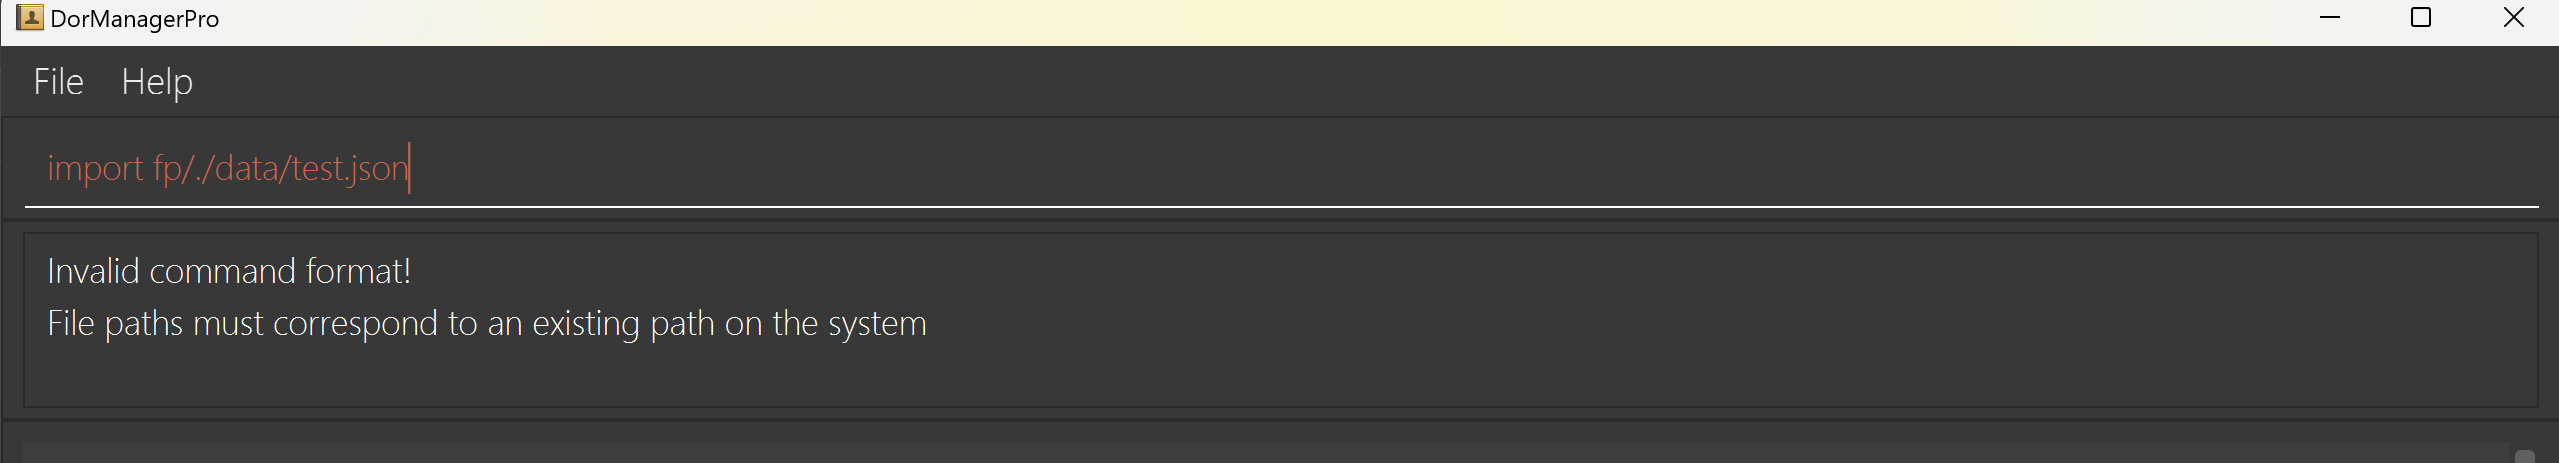 DorManagerPro
File Help
import fp/./data/test.json
Invalid command format!
File paths must correspond to an existing path on the system